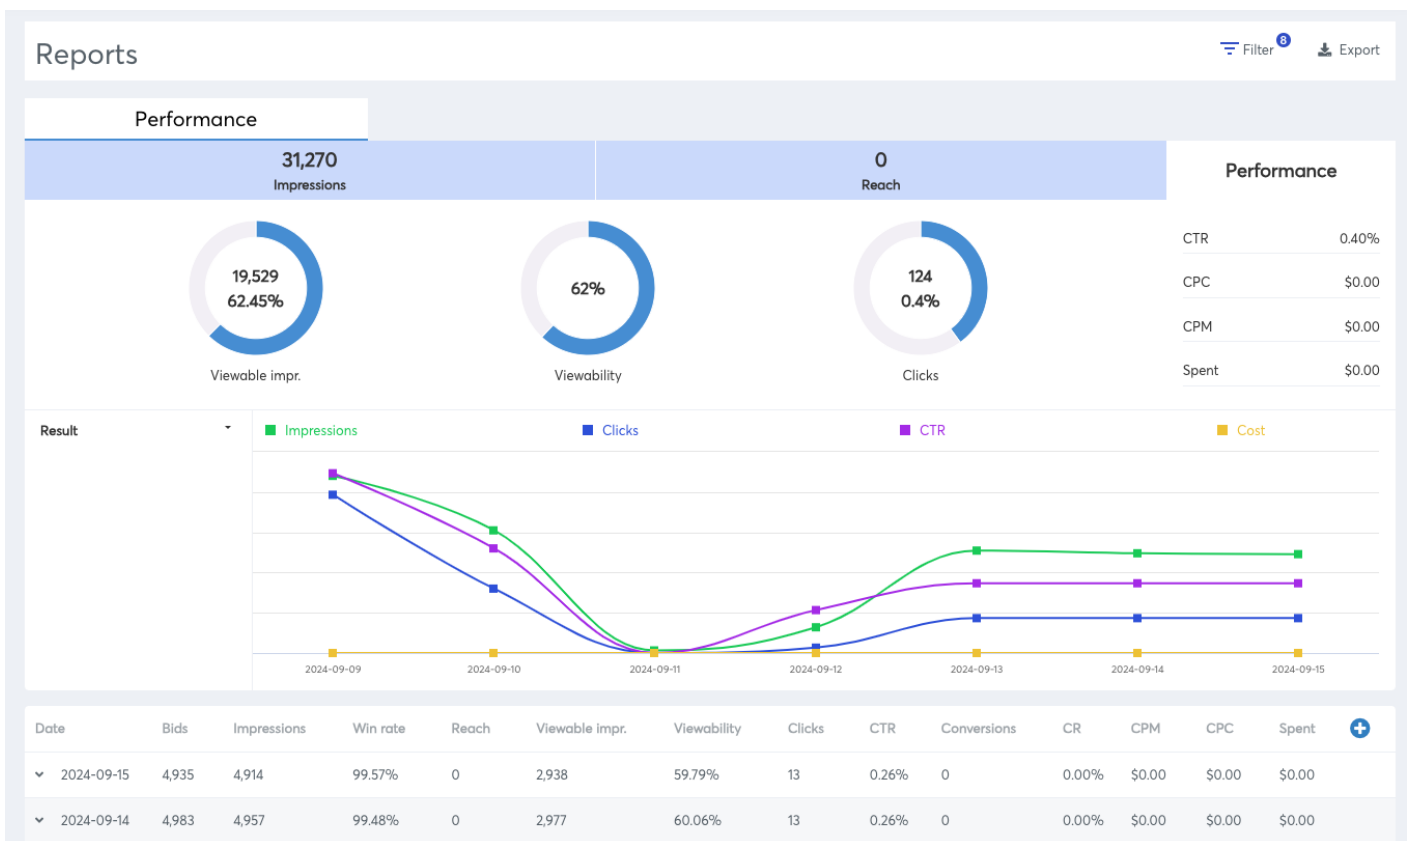 Reports
Filter 8
Export
Performance
31,270
Impressions
0
Reach
Performance
19,529
62.45%
Viewable impr.
62%
Viewability
124
0.4%
Clicks
CTR 0.40%
CPC $0.00
CPM $0.00
Spent $0.00
Result
Impressions Clicks CTR Cost
2024-09-09 2024-09-10 2024-09-11 2024-09-12 2024-09-13 2024-09-14 2024-09-15
Date Bids Impressions Win rate Reach Viewable impr. Viewability Clicks CTR Conversions CR CPM CPC Spent
2024-09-15 4,935 4,914 99.57% 0 2,938 59.79% 13 0.26% 0 0.00% $0.00 $0.00 $0.00
2024-09-14 4,983 4,957 99.48% 0 2,977 60.06% 13 0.26% 0 0.00% $0.00 $0.00 $0.00